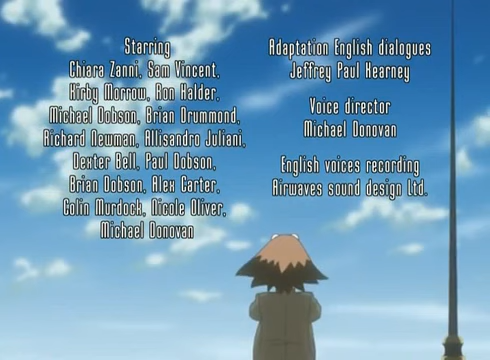 Starring
Chiara Zanni, Sam Vincent,
Kirby Morrow, Ron Halder,
Michael Dobson, Brian Drummond,
Richard Newman, Allisandro Juliani,
Dexter Bell, Paul Dobson,
Brian Dobson, Alex Carter,
Colin Murdock, Nicole Oliver,
Michael Donovan
Adaptation English dialogues
Jeffrey Paul Kearney
Voice director
Michael Donovan
English voices recording
Airwaves sound design Ltd.